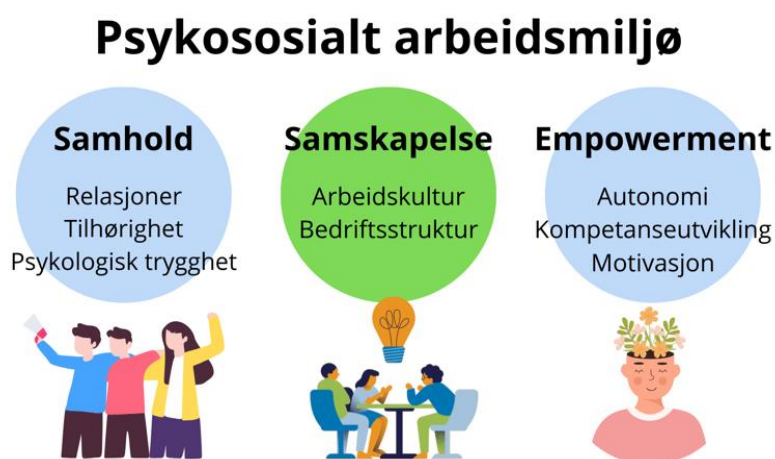 Psykososialt arbeidsmiljø
Samhold
Relasjoner
Tilhørighet
Psykologisk trygghet
Samskapelse
Arbeidskultur
Bedriftsstruktur
Empowerment
Autonomi
Kompetanseutvikling
Motivasjon